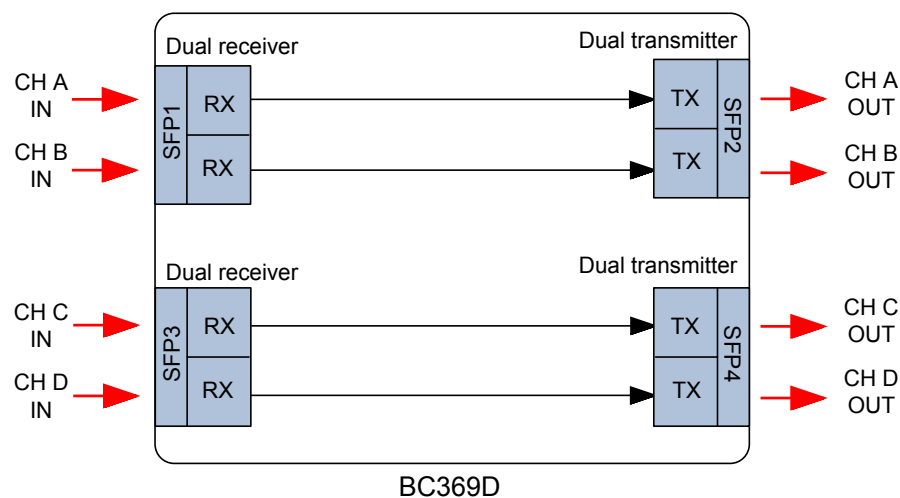 Dual receiver
Dual transmitter
CH A
IN
SFP1
RX
TX
SFP2
CH A
OUT
CH B
IN
RX
TX
CH B
OUT
Dual receiver
Dual transmitter
CH C
IN
SFP3
RX
TX
SFP4
CH C
OUT
CH D
IN
RX
TX
CH D
OUT
BC369D